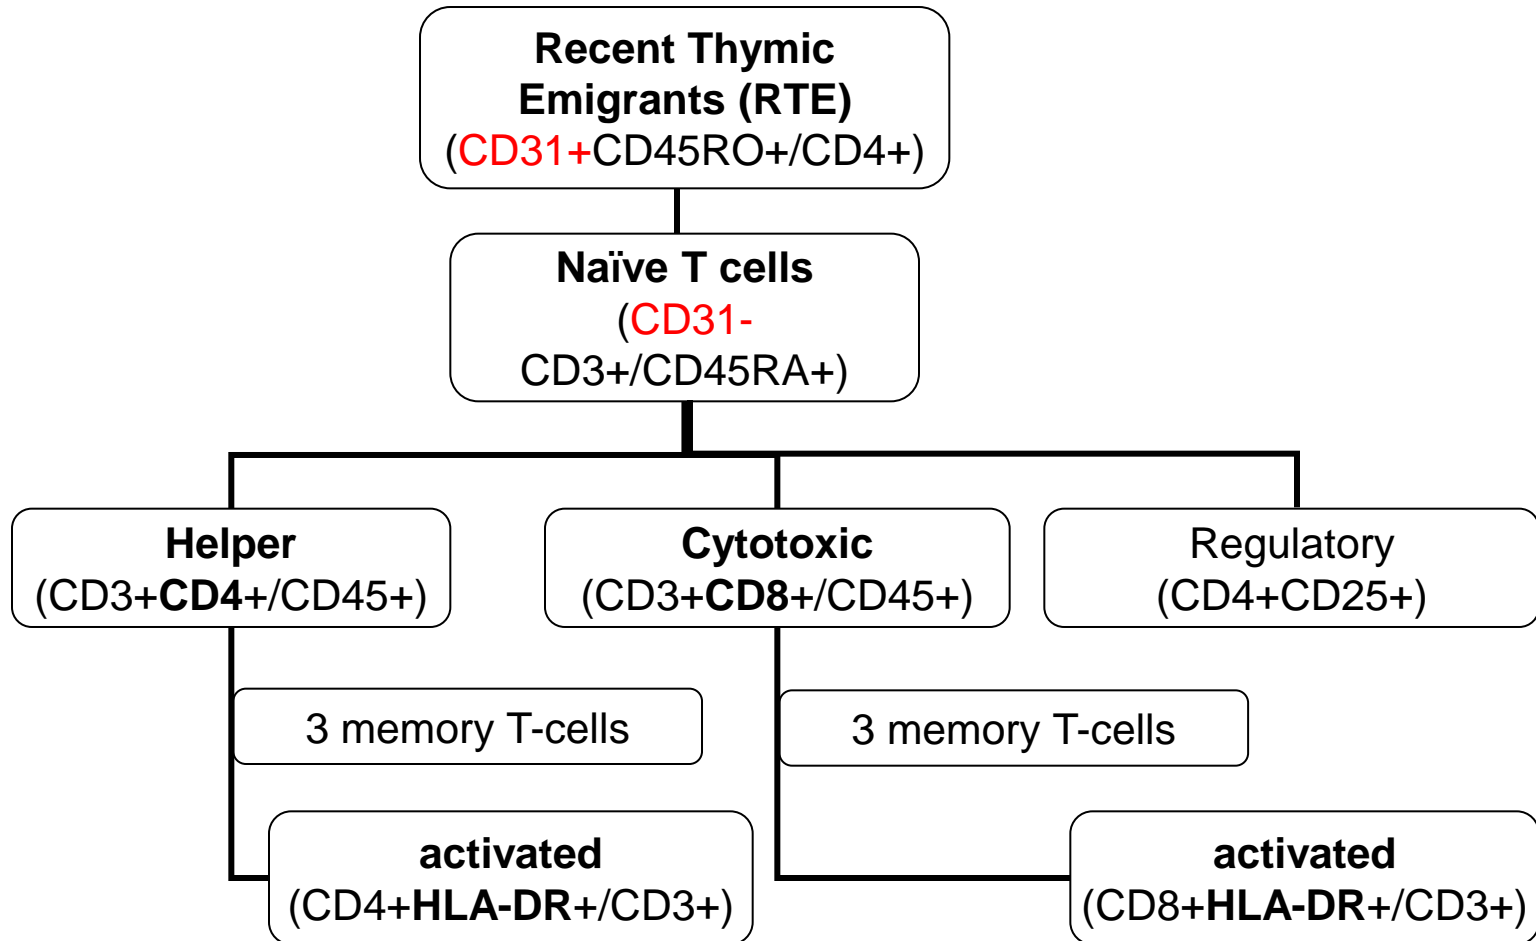 Recent Thymic
Emigrants (RTE)
(CD31+CD45RO+/CD4+)
Naïve T cells
(CD31-
CD3+/CD45RA+)
Helper
(CD3+CD4+/CD45+)
Cytotoxic
(CD3+CD8+/CD45+)
Regulatory
(CD4+CD25+)
3 memory T-cells
3 memory T-cells
activated
(CD4+HLA-DR+/CD3+)
activated
(CD8+HLA-DR+/CD3+)